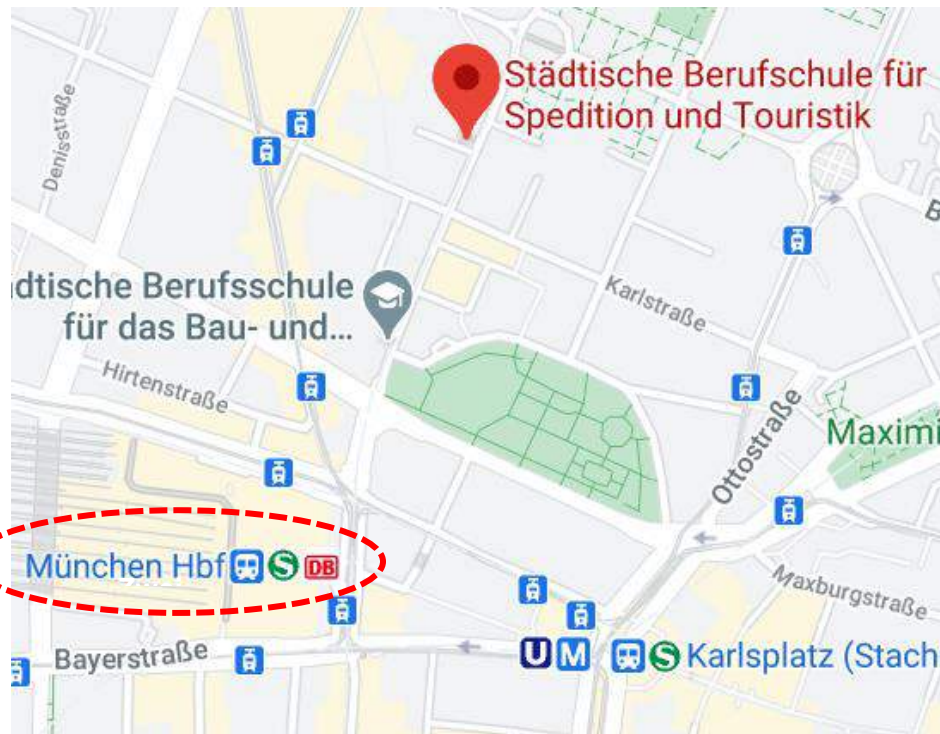 Städtische Berufschule für
Spedition und Touristik
Denisstraße
B
dtische Berufsschule
für das Bau- und...
Karlstraße
Hirtenstraße
Ottostraße
Maximi
München Hbf S DB
Maxburgstraße
Bayerstraße
U M S Karlsplatz (Stach